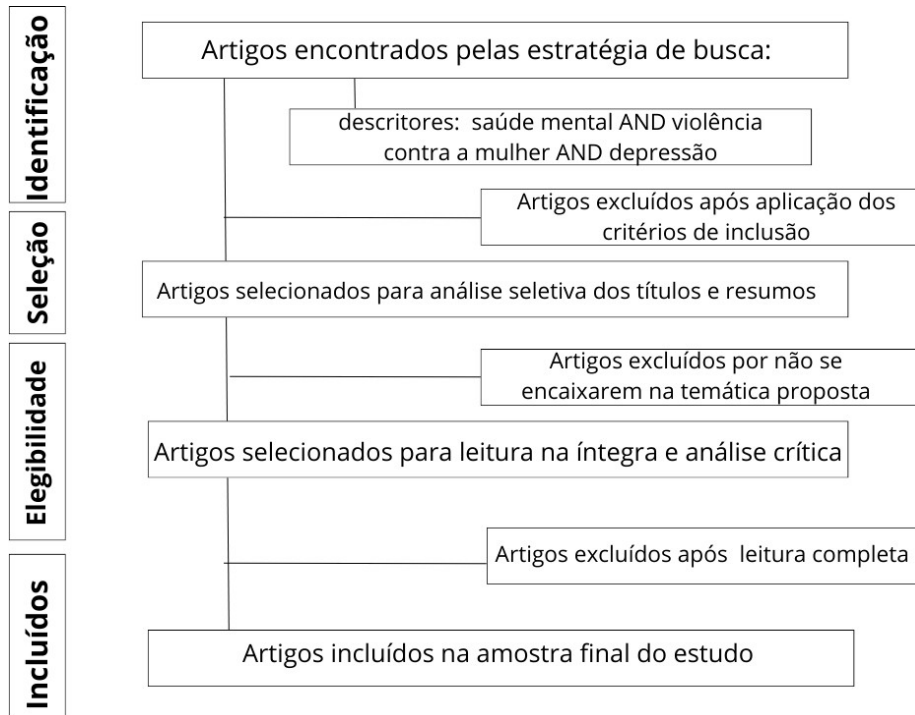 Identificação
Artigos encontrados pelas estratégia de busca:
descritores: saúde mental AND violência
contra a mulher AND depressão
Artigos excluídos após aplicação dos
critérios de inclusão
Seleção
Artigos selecionados para análise seletiva dos títulos e resumos
Artigos excluídos por não se
encaixarem na temática proposta
Elegibilidade
Artigos selecionados para leitura na íntegra e análise crítica
Artigos excluídos após leitura completa
Incluídos
Artigos incluídos na amostra final do estudo